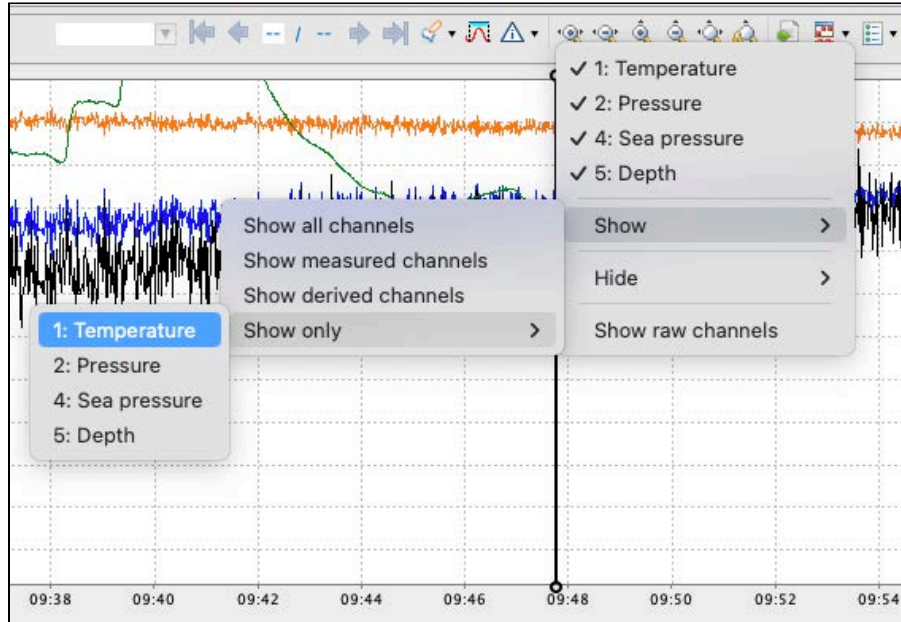 -- / --
✓ 1: Temperature
✓ 2: Pressure
✓ 4: Sea pressure
✓ 5: Depth
Show >
Hide >
Show raw channels
Show all channels
Show measured channels
Show derived channels
Show only >
1: Temperature
2: Pressure
4: Sea pressure
5: Depth
09:38 09:40 09:42 09:44 09:46 09:48 09:50 09:52 09:54